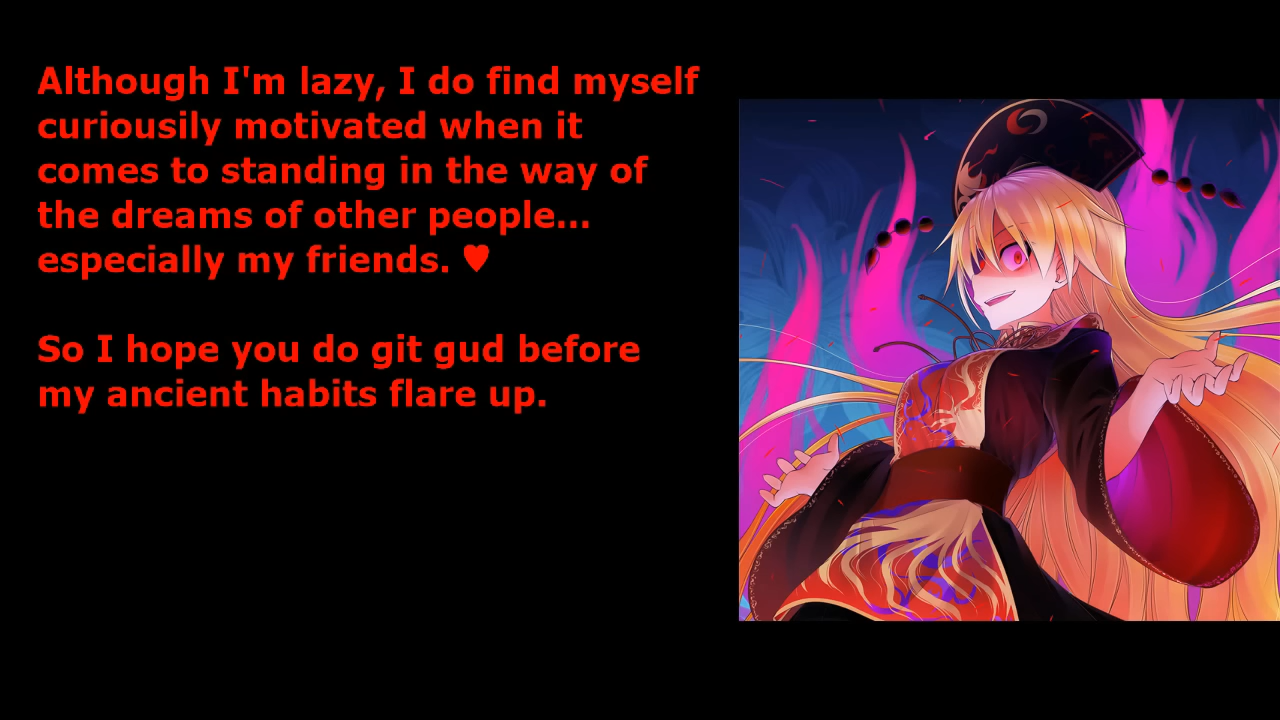 Although I'm lazy, I do find myself
curiousily motivated when it
comes to standing in the way of
the dreams of other people...
especially my friends. ♥
So I hope you do git gud before
my ancient habits flare up.